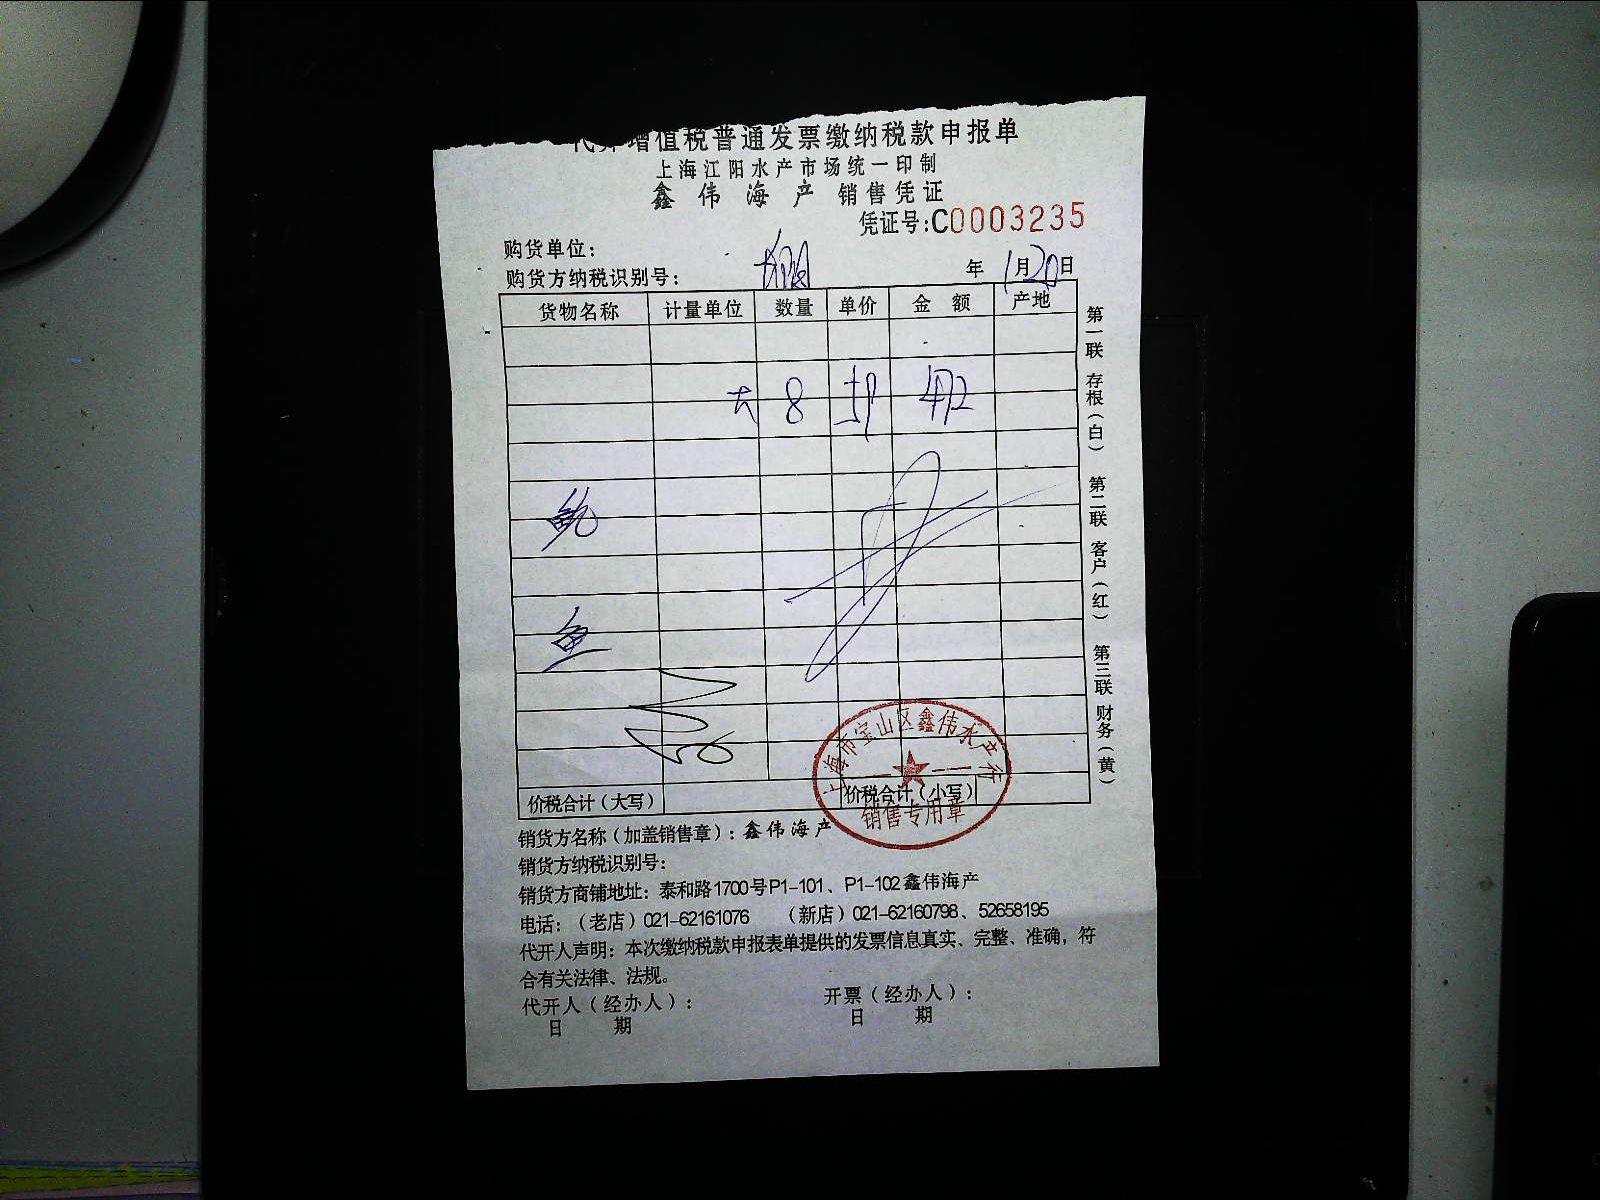 增值税普通发票缴纳税款申报单
上海江阳水产市场统一印制
鑫伟海产 销售凭证
凭证号:C0003235
购货单位:
购货方纳税识别号:
年 1月20日
货物名称 计量单位 数量 单价 金额 产地
8 472
鱼
价税合计(大写) 价税合计(小写)
第一联 存根(白) 第二联 客户(红) 第三联 财务(黄)
上海市宝山区鑫伟水产行
销售专用章
销货方名称(加盖销售章):鑫伟海产
销货方纳税识别号:
销货方商铺地址:泰和路1700号P1-101、P1-102鑫伟海产
电话:(老店)021-62161076 (新店)021-62160798、52658195
代开人声明:本次缴纳税款申报表单提供的发票信息真实、完整、准确,符
合有关法律、法规。
代开人(经办人): 开票(经办人):
日 期 日 期